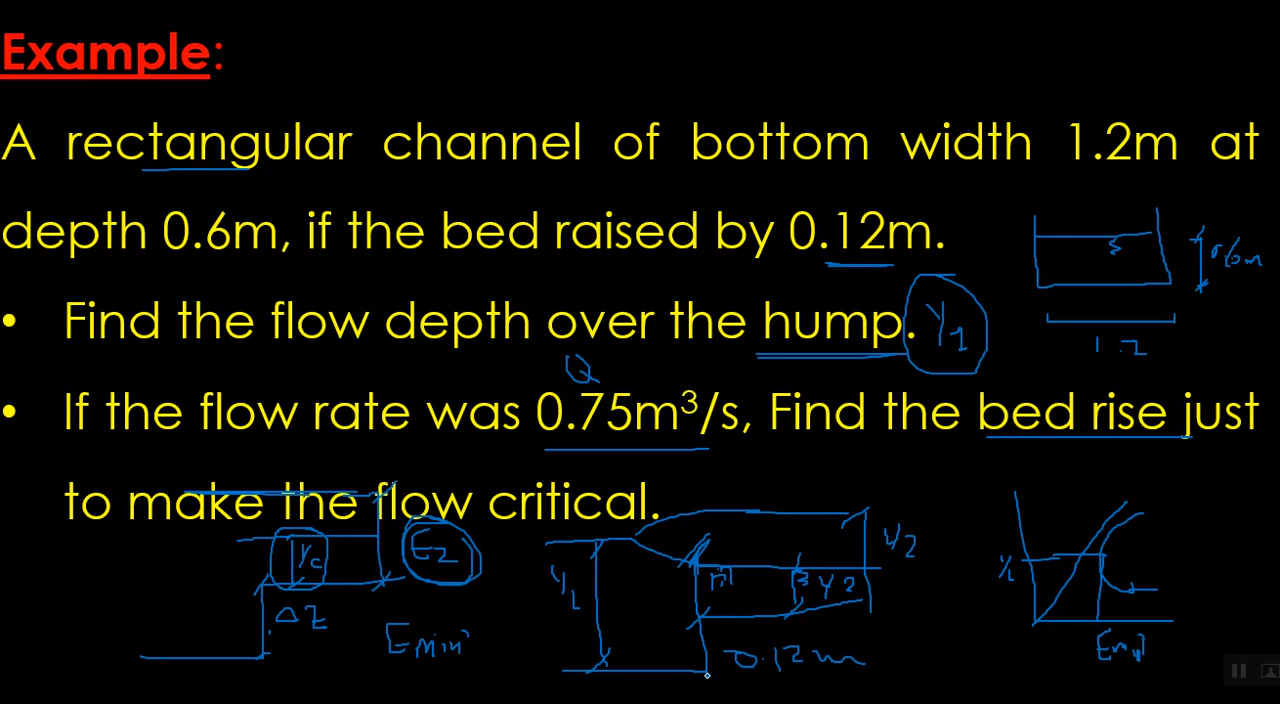 Example:
A rectangular channel of bottom width 1.2m at
depth 0.6m, if the bed raised by 0.12m.
• Find the flow depth over the hump.
Y1
0.6m
1.2
Q
• If the flow rate was 0.75m³/s, Find the bed rise just
to make the flow critical.
Yc
E2
ΔZ
Emin
Y1
Y2
Y2
0.12m